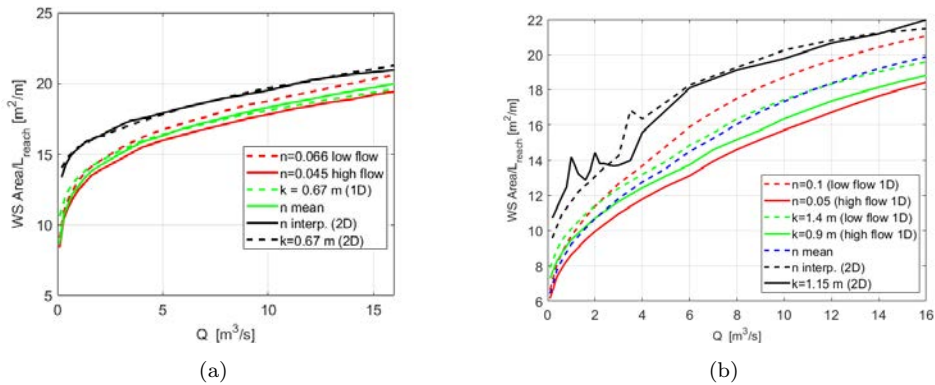 (a)
25
20
15
10
5
WS Area/L_reach [m²/m]
n=0.066 low flow
n=0.045 high flow
k = 0.67 m (1D)
n mean
n interp. (2D)
k=0.67 m (2D)
0 5 10 15
Q [m³/s]
(a)
(b)
22
20
18
16
14
12
10
8
6
WS Area/L_reach [m²/m]
n=0.1 (low flow 1D)
n=0.05 (high flow 1D)
k=1.4 m (low flow 1D)
k=0.9 m (high flow 1D)
n mean
n interp. (2D)
k=1.15 m (2D)
0 2 4 6 8 10 12 14 16
Q [m³/s]
(b)